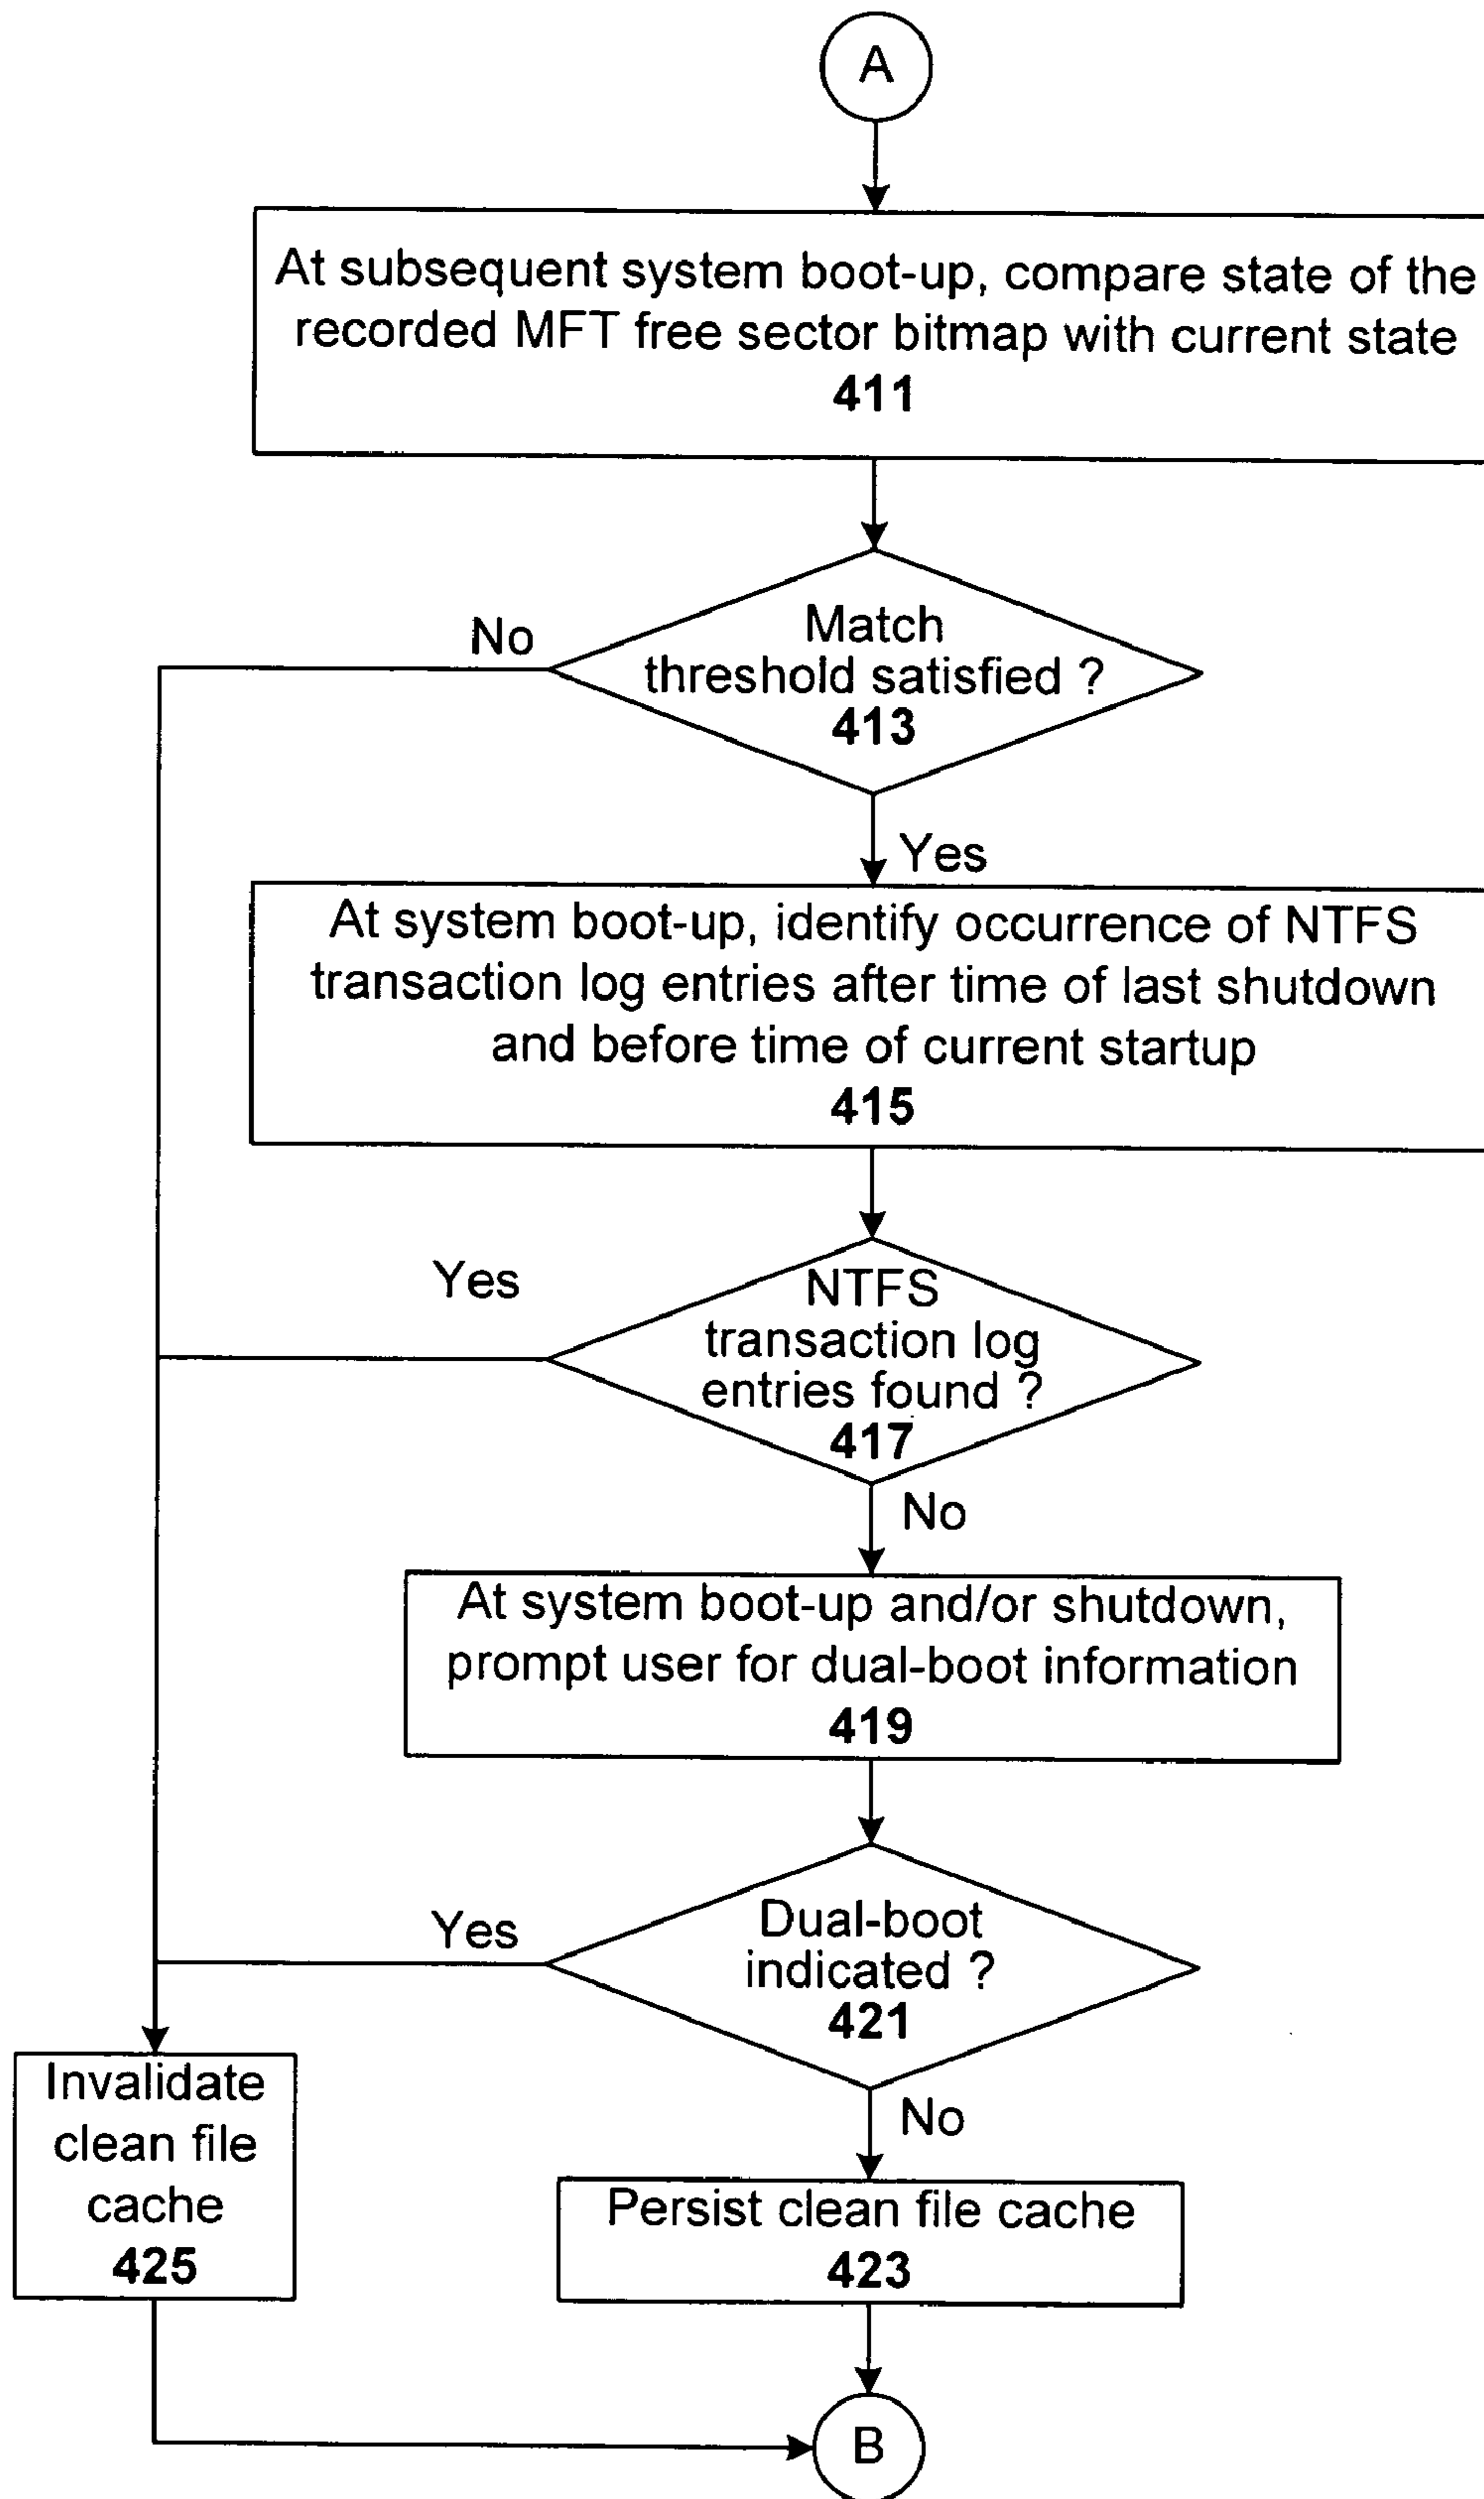 A
At subsequent system boot-up, compare state of the
recorded MFT free sector bitmap with current state
411
No
Match
threshold satisfied ?
413
Yes
At system boot-up, identify occurrence of NTFS
transaction log entries after time of last shutdown
and before time of current startup
415
Yes
NTFS
transaction log
entries found ?
417
No
At system boot-up and/or shutdown,
prompt user for dual-boot information
419
Yes
Dual-boot
indicated ?
421
No
Invalidate
clean file
cache
425
Persist clean file cache
423
B